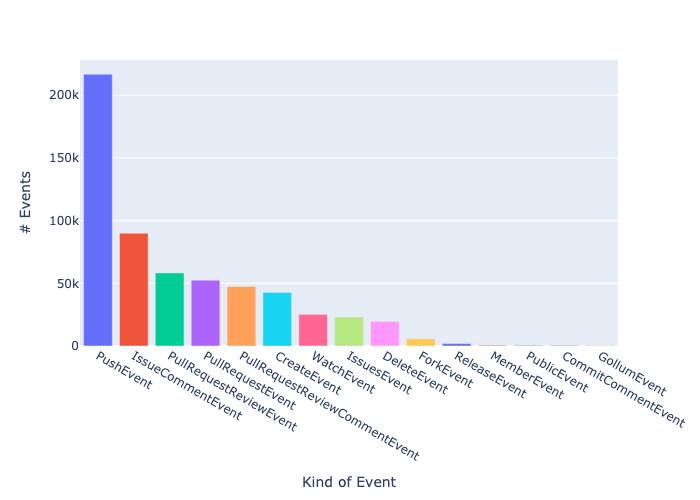 200k
150k
100k
50k
0
# Events
PushEvent
IssueCommentEvent
PullRequestReviewEvent
PullRequestEvent
PullRequestReviewCommentEvent
CreateEvent
WatchEvent
IssuesEvent
DeleteEvent
ForkEvent
ReleaseEvent
MemberEvent
PublicEvent
CommitCommentEvent
GollumEvent
Kind of Event